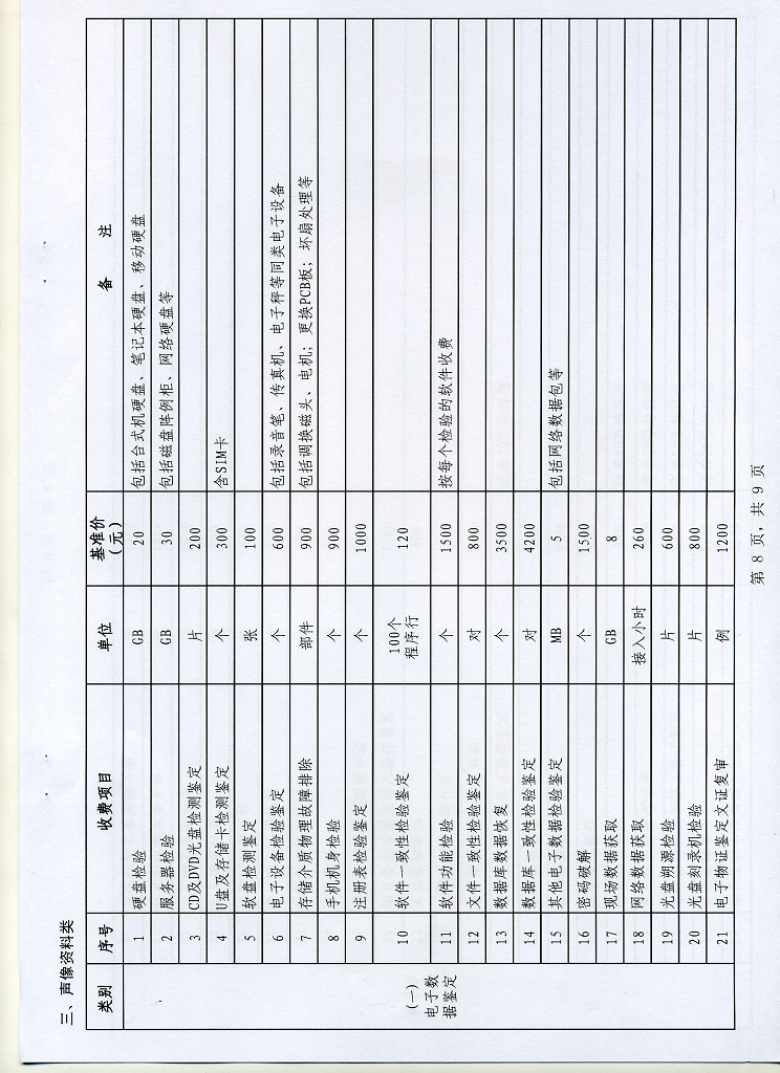 三、声像资料类
类别 序号 收费项目 单位 基准价（元） 备 注
（一）电子数据鉴定
1 硬盘检验 GB 20 包括台式机硬盘、笔记本硬盘、移动硬盘
2 服务器检验 GB 30 包括磁盘阵例柜、网络硬盘等
3 CD及DVD光盘检测鉴定 片 200
4 U盘及存储卡检测鉴定 个 300 含SIM卡
5 软盘检测鉴定 张 100
6 电子设备检验鉴定 个 600 包括录音笔、传真机、电子秤等同类电子设备
7 存储介质物理故障排除 部件 900 包括调换磁头、电机；更换PCB板；坏扇处理等
8 手机机身检验 个 900
9 注册表检验鉴定 个 1000
10 软件一致性检验鉴定 100个程序行 120
11 软件功能检验 个 1500 按每个检验的软件收费
12 文件一致性检验鉴定 对 800
13 数据库数据恢复 个 3500
14 数据库一致性检验鉴定 对 4200
15 其他电子数据检验鉴定 MB 5 包括网络数据包等
16 密码破解 个 1500
17 现场数据获取 GB 8
18 网络数据获取 接入小时 260
19 光盘朔源检验 片 600
20 光盘刻录机检验 片 800
21 电子物证鉴定文证复审 例 1200
第 8 页，共 9 页